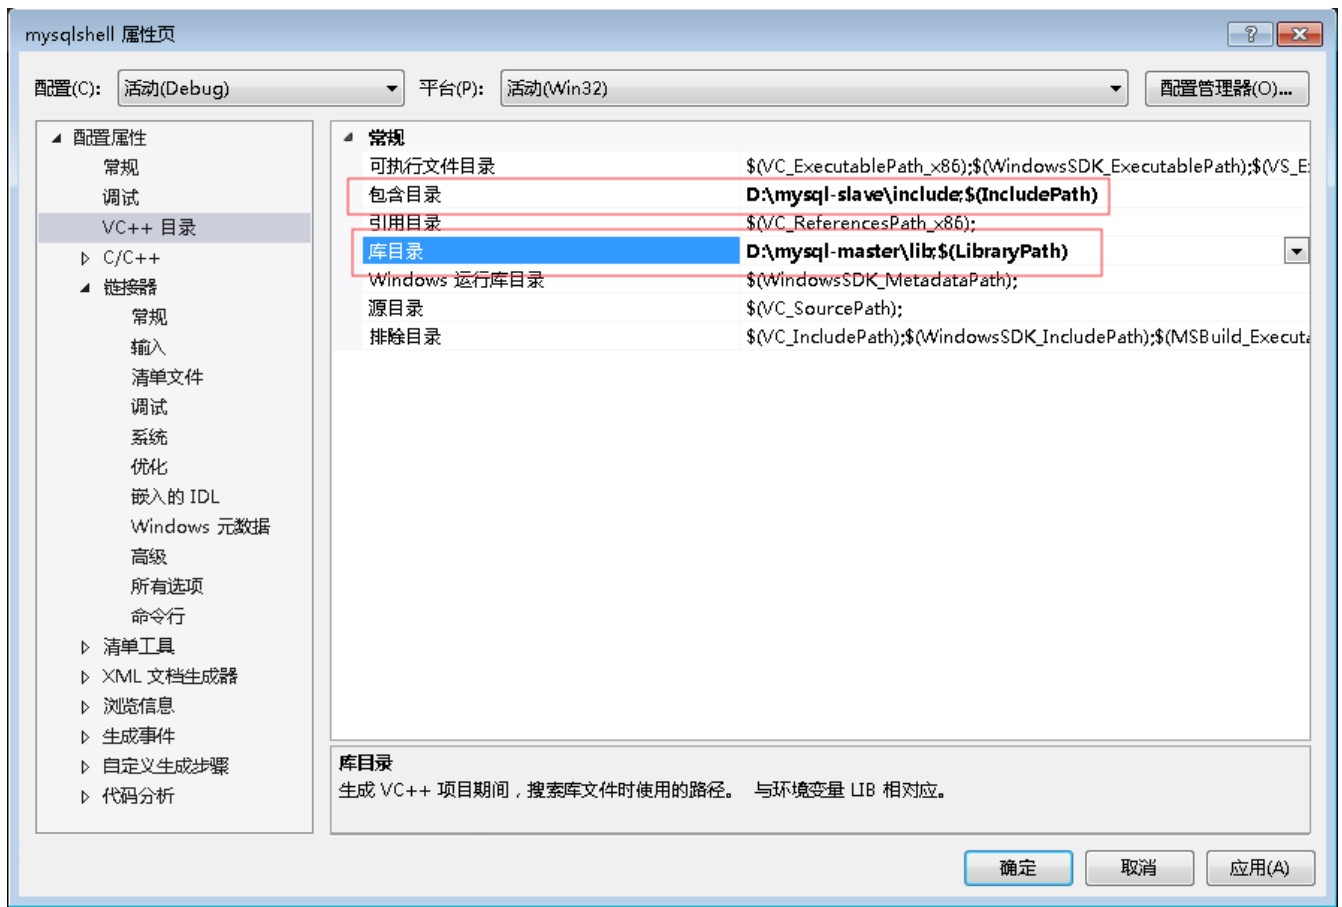 mysqlshell 属性页
配置(C): 活动(Debug) 平台(P): 活动(Win32) 配置管理器(O)...
配置属性
常规
调试
VC++ 目录
C/C++
链接器
常规
输入
清单文件
调试
系统
优化
嵌入的 IDL
Windows 元数据
高级
所有选项
命令行
清单工具
XML 文档生成器
浏览信息
生成事件
自定义生成步骤
代码分析
常规
可执行文件目录 $(VC_ExecutablePath_x86);$(WindowsSDK_ExecutablePath);$(VS_E
包含目录 D:\mysql-slave\include;$(IncludePath)
引用目录 $(VC_ReferencesPath_x86);
库目录 D:\mysql-master\lib;$(LibraryPath)
Windows 运行库目录 $(WindowsSDK_MetadataPath);
源目录 $(VC_SourcePath);
排除目录 $(VC_IncludePath);$(WindowsSDK_IncludePath);$(MSBuild_Executa
库目录
生成 VC++ 项目期间，搜索库文件时使用的路径。 与环境变量 LIB 相对应。
确定 取消 应用(A)